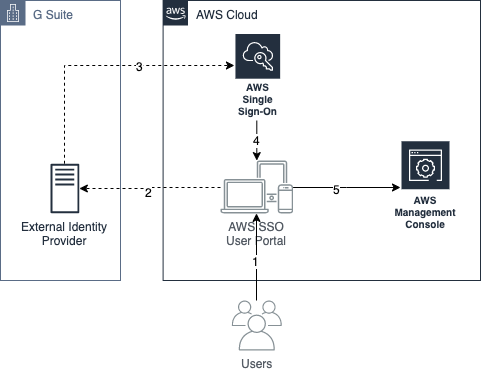 G Suite
aws
AWS Cloud
3
AWS
Single
Sign-On
4
2
5
External Identity
Provider
AWS SSO
User Portal
AWS
Management
Console
1
Users